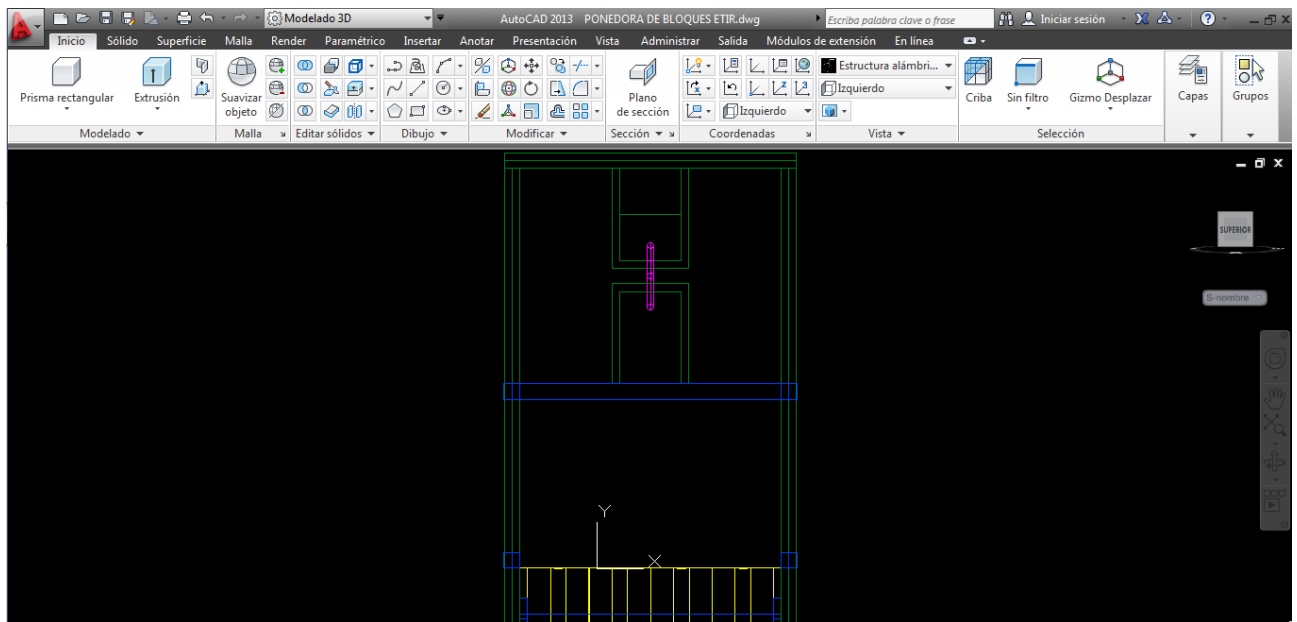 Modelado 3D AutoCAD 2013 PONEDORA DE BLOQUES ETIR.dwg Escriba palabra clave o frase Iniciar sesión
Inicio Sólido Superficie Malla Render Paramétrico Insertar Anotar Presentación Vista Administrar Salida Módulos de extensión En línea
Prisma rectangular Extrusión Suavizar objeto Plano de sección Estructura alámbri... Criba Sin filtro Gizmo Desplazar Capas Grupos
Izquierdo
Izquierdo
Modelado Malla Editar sólidos Dibujo Modificar Sección Coordenadas Vista Selección
SUPERIOR
S-nombre
Y
X